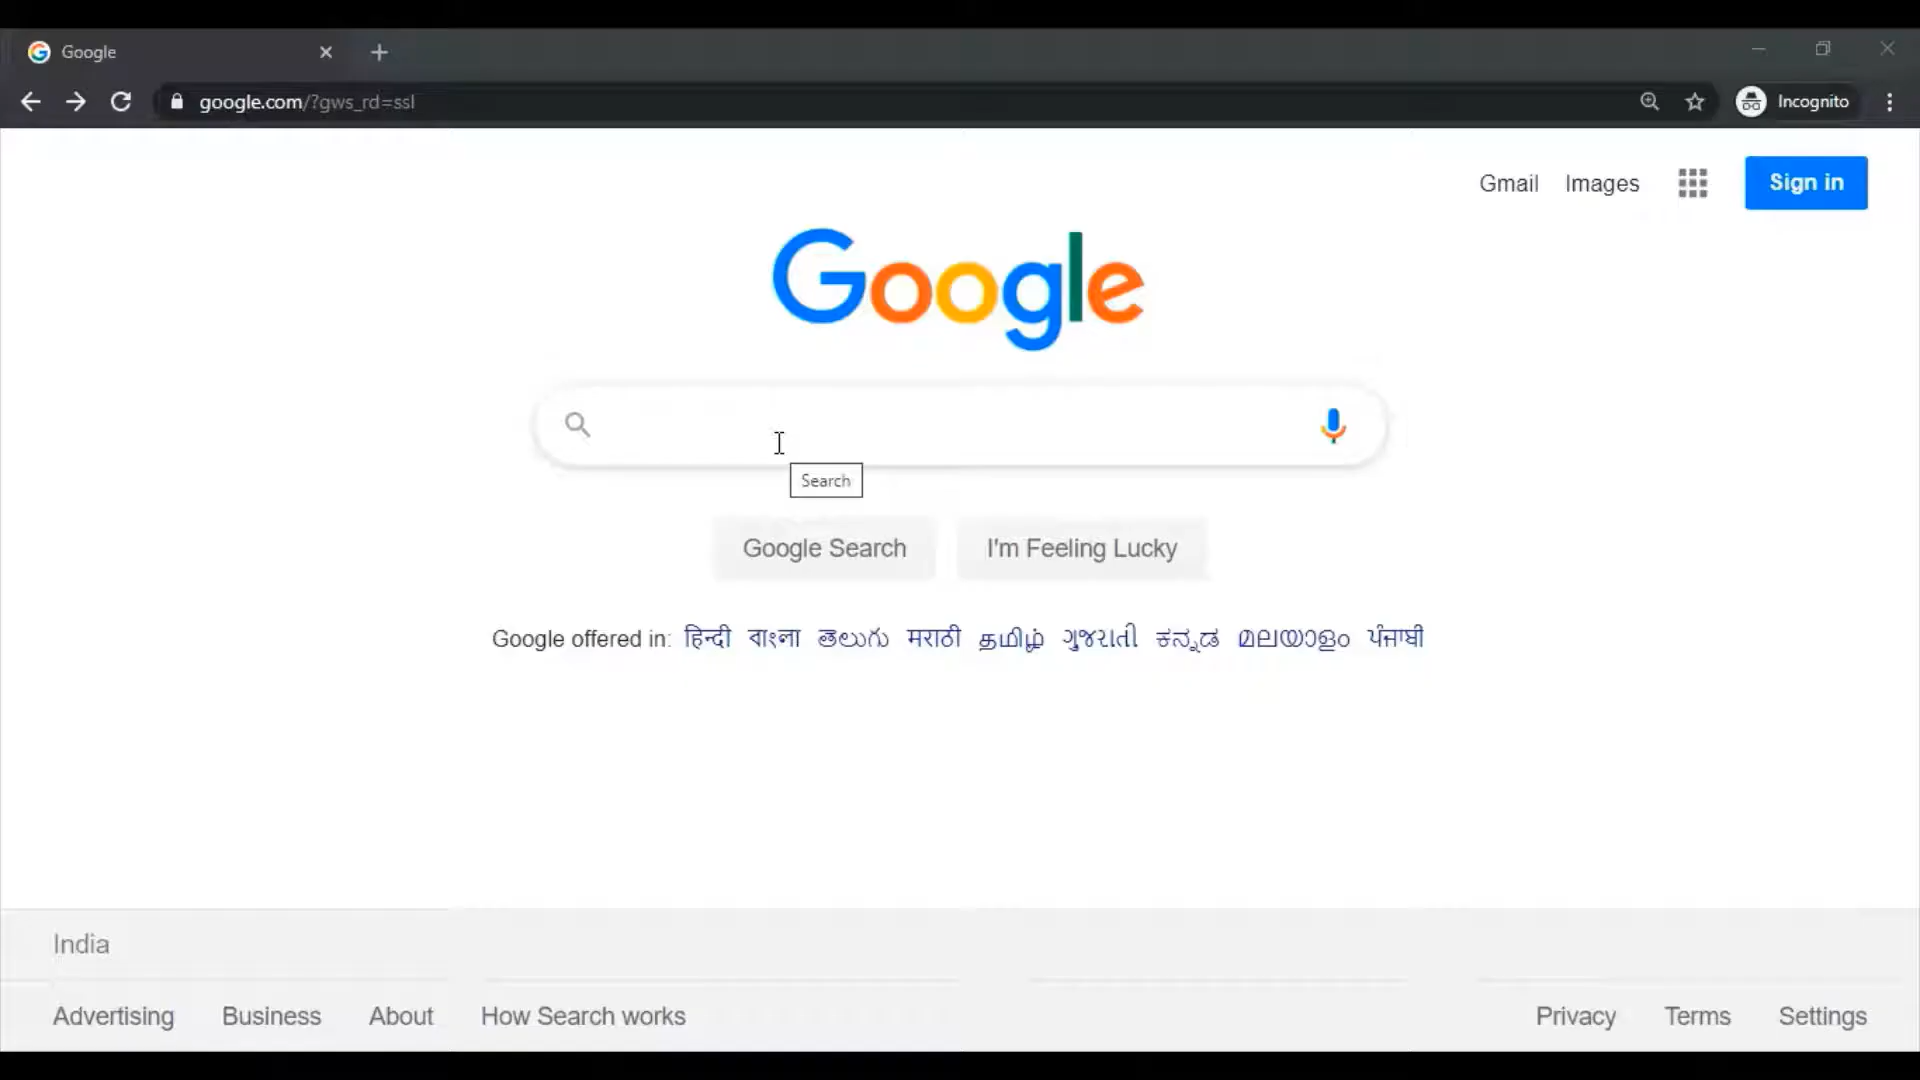 Google
google.com/?gws_rd=ssl
Incognito
Gmail Images Sign in
Google
Search
Google Search I'm Feeling Lucky
Google offered in: हिन्दी বাংলা తెలుగు मराठी தமிழ் ગુજરાતી ಕನ್ನಡ മലയാളം ਪੰਜਾਬੀ
India
Advertising Business About How Search works Privacy Terms Settings